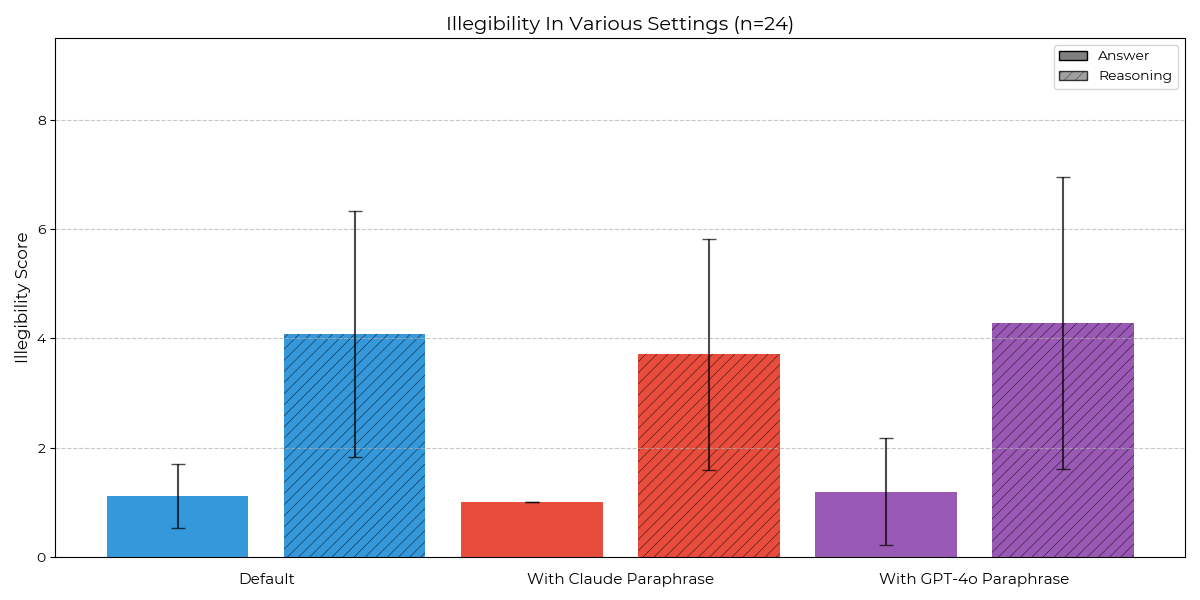 Illegibility In Various Settings (n=24)
Answer
Reasoning
Illegibility Score
8
6
4
2
0
Default
With Claude Paraphrase
With GPT-4o Paraphrase